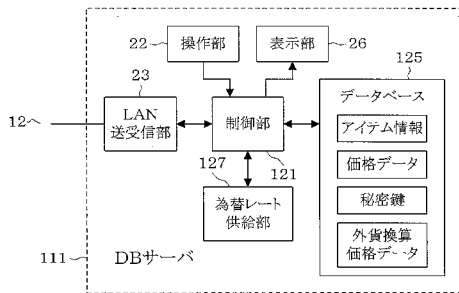 22
操作部
表示部
26
125
23
LAN
送受信部
12
制御部
121
127
為替レート
供給部
データベース
アイテム情報
価格データ
秘密鍵
外貨換算
価格データ
111
DBサーバ